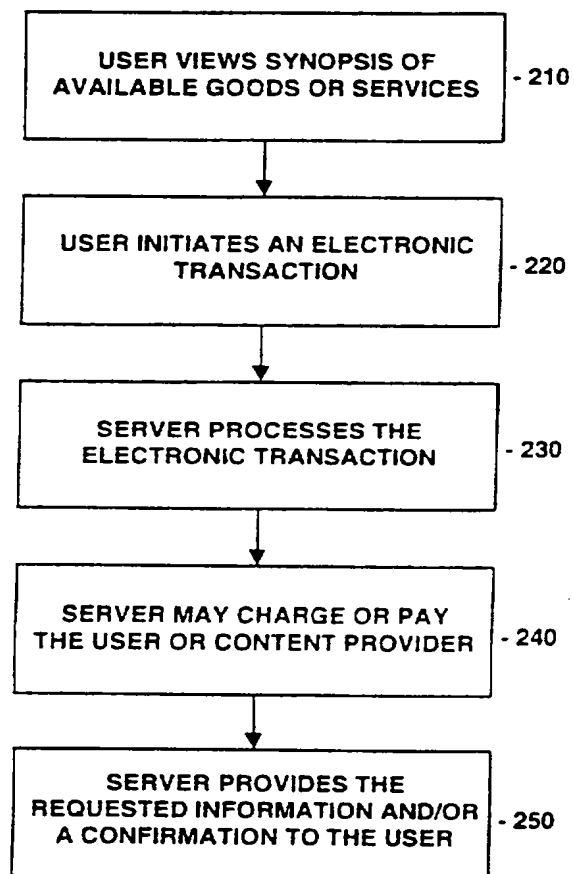 USER VIEWS SYNOPSIS OF
AVAILABLE GOODS OR SERVICES
- 210
USER INITIATES AN ELECTRONIC
TRANSACTION
- 220
SERVER PROCESSES THE
ELECTRONIC TRANSACTION
- 230
SERVER MAY CHARGE OR PAY
THE USER OR CONTENT PROVIDER
- 240
SERVER PROVIDES THE
REQUESTED INFORMATION AND/OR
A CONFIRMATION TO THE USER
- 250